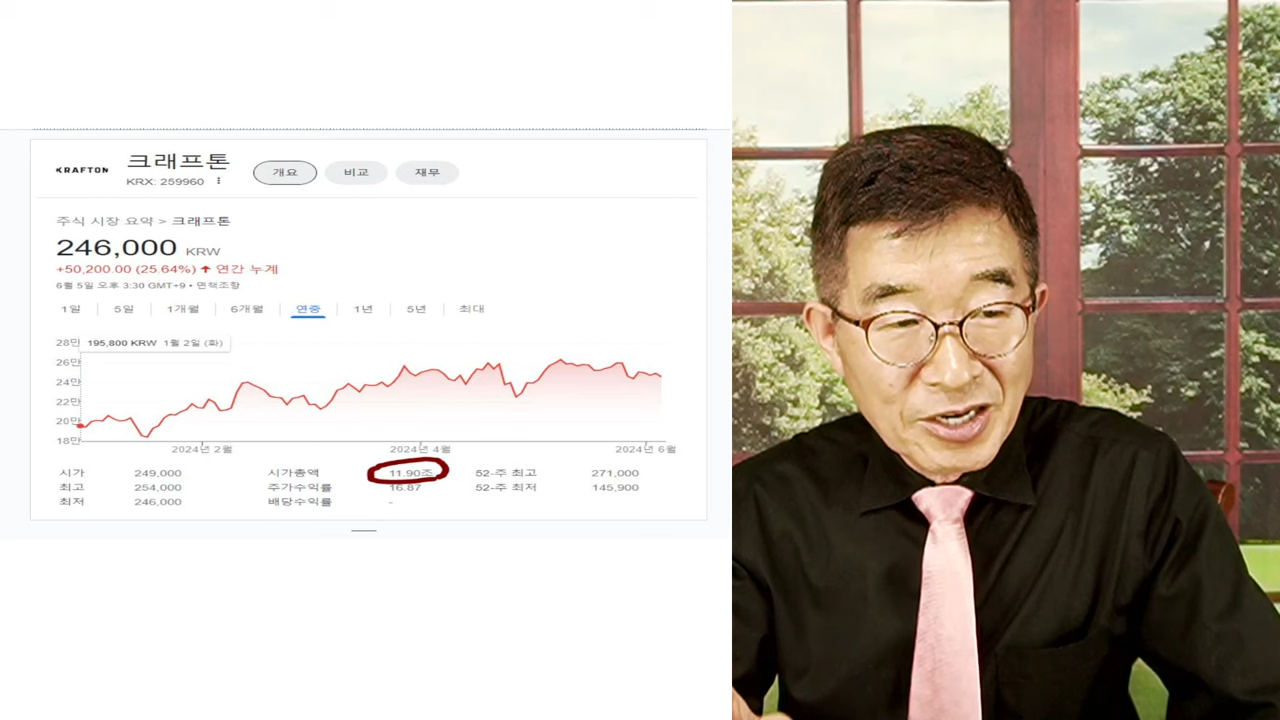 KRAFTON
크래프톤
KRX: 259960
개요 비교 재무
주식 시장 요약 > 크래프톤
246,000 KRW
+50,200.00 (25.64%) ↑ 연간 누계
6월 5일 오후 3:30 GMT+9 • 면책조항
1일 5일 1개월 6개월 연중 1년 5년 최대
28만 195,800 KRW 1월 2일 (화)
26만
24만
22만
20만
18만
2024년 2월 2024년 4월 2024년 6월
시가 249,000 시가총액 11.90조 52-주 최고 271,000
최고 254,000 주가수익률 16.87 52-주 최저 145,900
최저 246,000 배당수익률 -